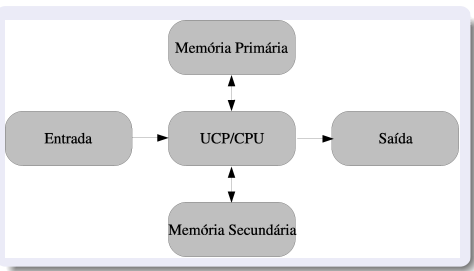 Memória Primária
Entrada
UCP/CPU
Saída
Memória Secundária